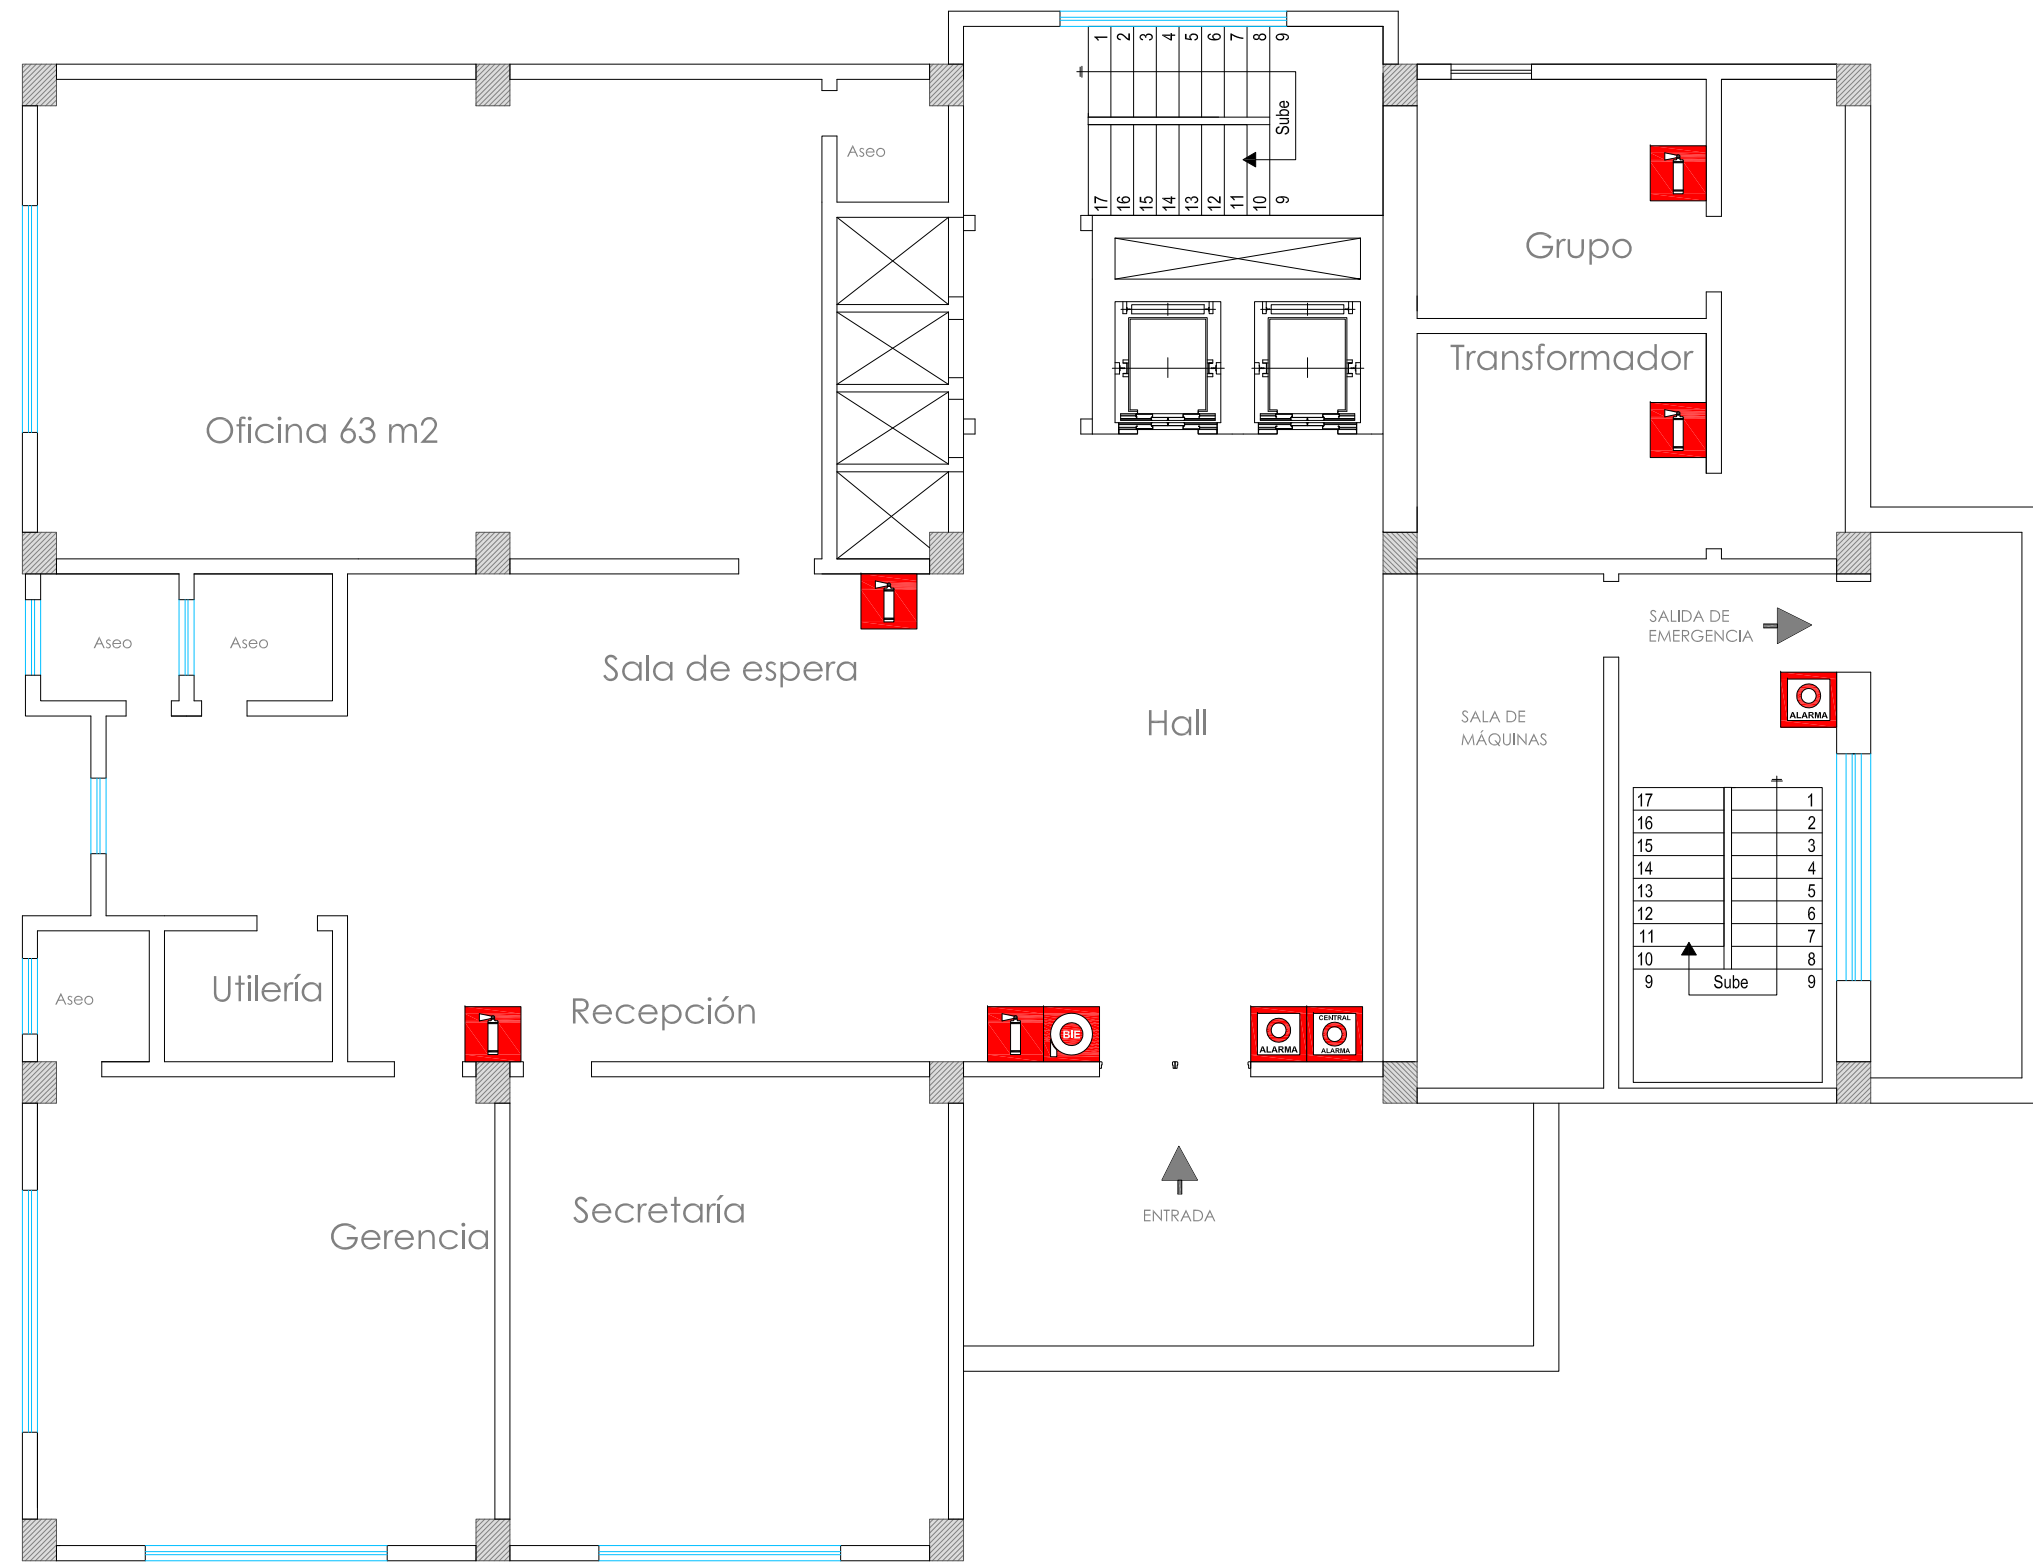 1 2 3 4 5 6 7 8 9
Sube
17 16 15 14 13 12 11 10 9
Aseo
Grupo
Transformador
Oficina 63 m2
Aseo
Aseo
Sala de espera
Hall
SALIDA DE
EMERGENCIA
ALARMA
SALA DE
MÁQUINAS
17 1
16 2
15 3
14 4
13 5
12 6
11 7
10 8
9 Sube 9
Aseo
Utilería
Recepción
BIE
ALARMA
CENTRAL
ALARMA
Gerencia
Secretaría
ENTRADA